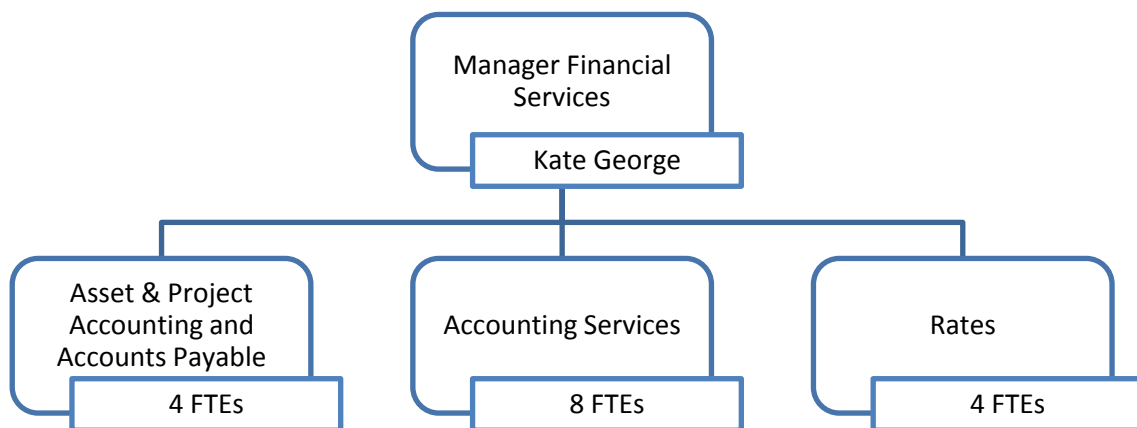 Manager Financial
Services
Kate George
Asset & Project
Accounting and
Accounts Payable
4 FTEs
Accounting Services
8 FTEs
Rates
4 FTEs